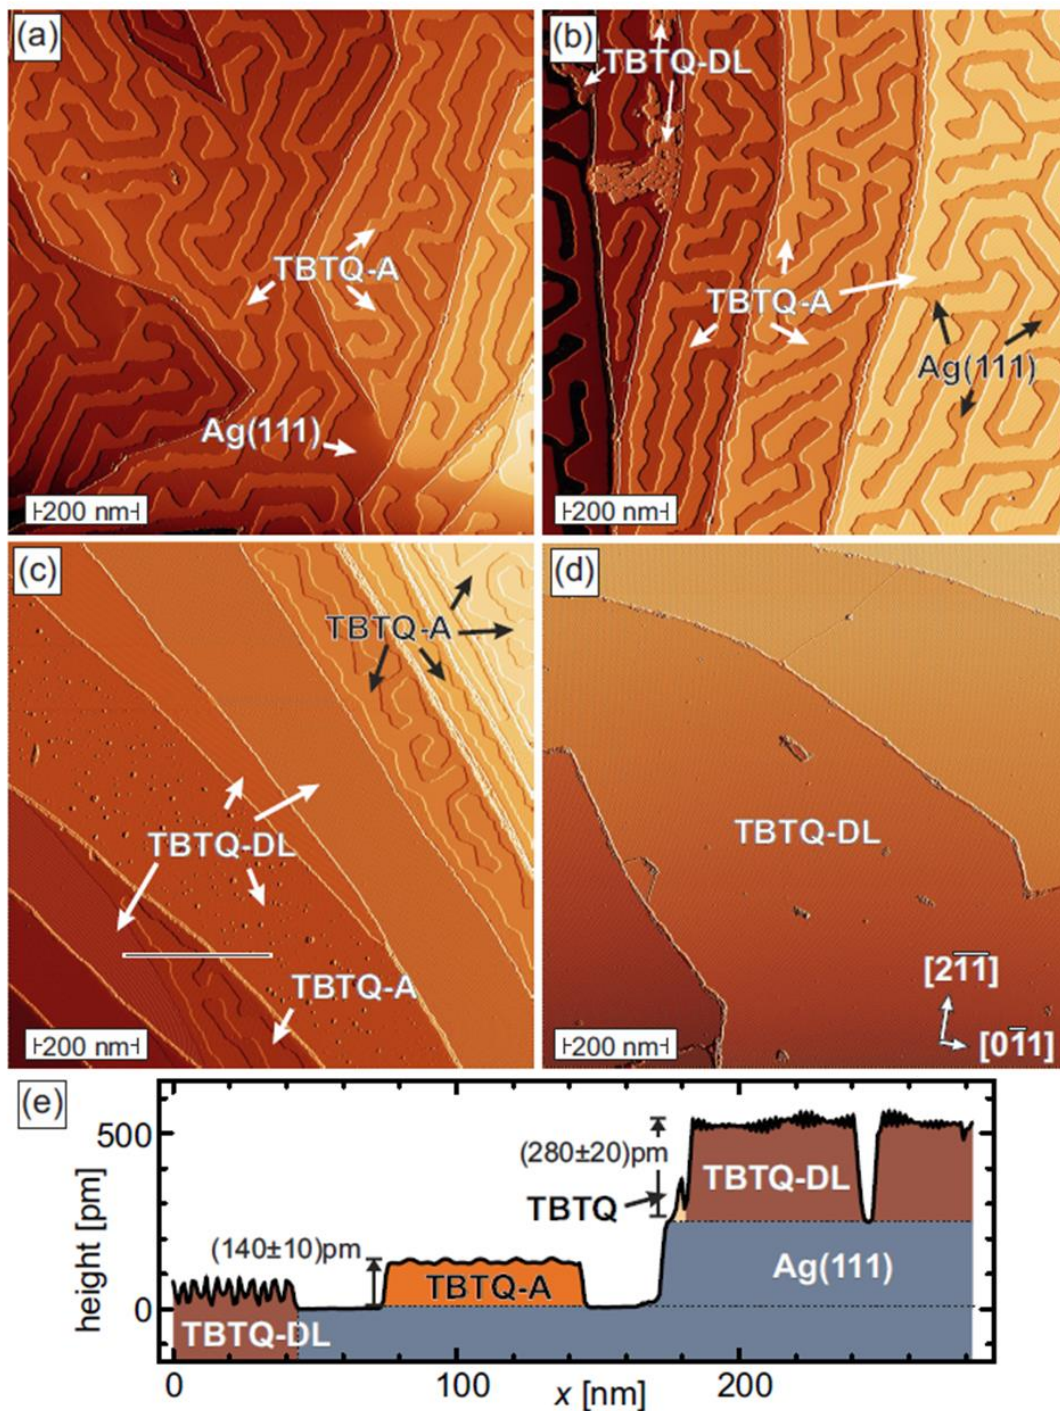 (a)
TBTQ-A
Ag(111)
200 nm
(b)
TBTQ-DL
TBTQ-A
Ag(111)
200 nm
(c)
TBTQ-A
TBTQ-DL
TBTQ-A
200 nm
(d)
TBTQ-DL
[2̅1̅1̅]
[01̅1]
200 nm
(e)
height [pm]
500
0
(140±10)pm
(280±20)pm
TBTQ
TBTQ-DL
TBTQ-A
TBTQ-DL
Ag(111)
0
100
200
x [nm]